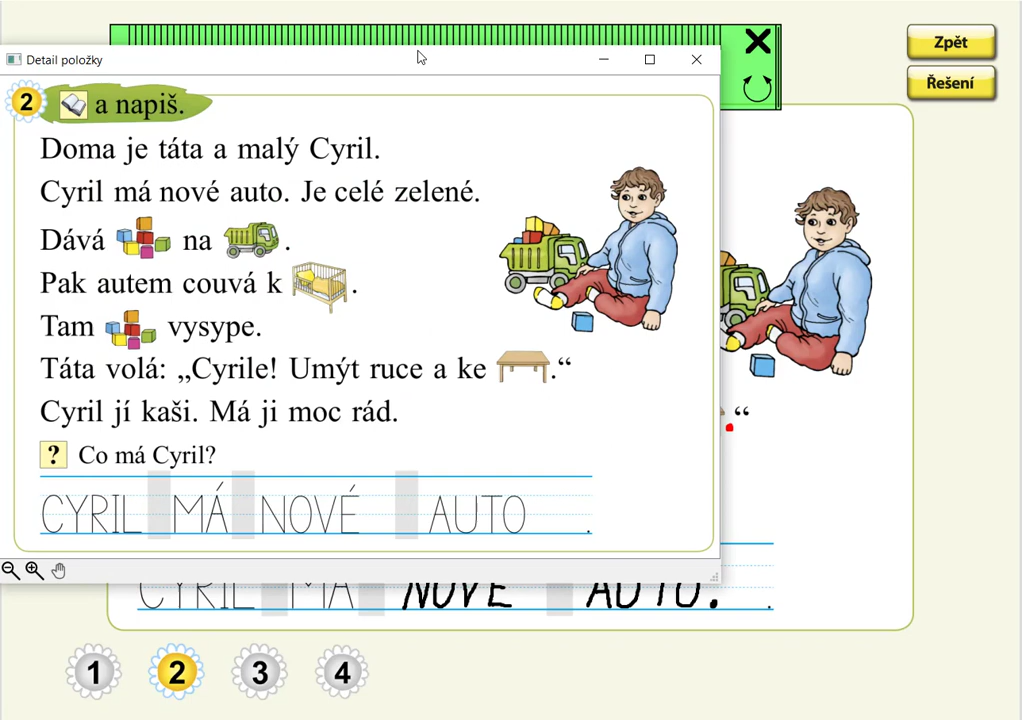 Zpět
Řešení
Detail položky
2 a napiš.
Doma je táta a malý Cyril.
Cyril má nové auto. Je celé zelené.
Dává na .
Pak autem couvá k .
Tam vysype.
Táta volá: „Cyrile! Umýt ruce a ke .“
.“
Cyril jí kaši. Má ji moc rád.
? Co má Cyril?
CYRIL MÁ NOVÉ AUTO .
CYRIL MÁ NOVÉ AUTO. .
1 2 3 4